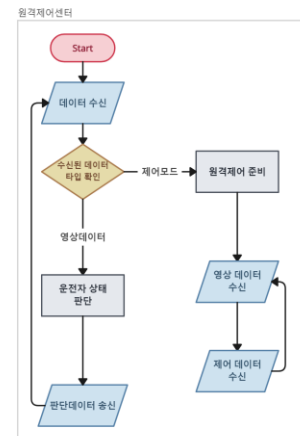 원격제어센터
Start
데이터 수신
수신된 데이터
타입 확인
제어모드
원격제어 준비
영상데이터
운전자 상태
판단
영상 데이터
수신
제어 데이터
수신
판단데이터 송신